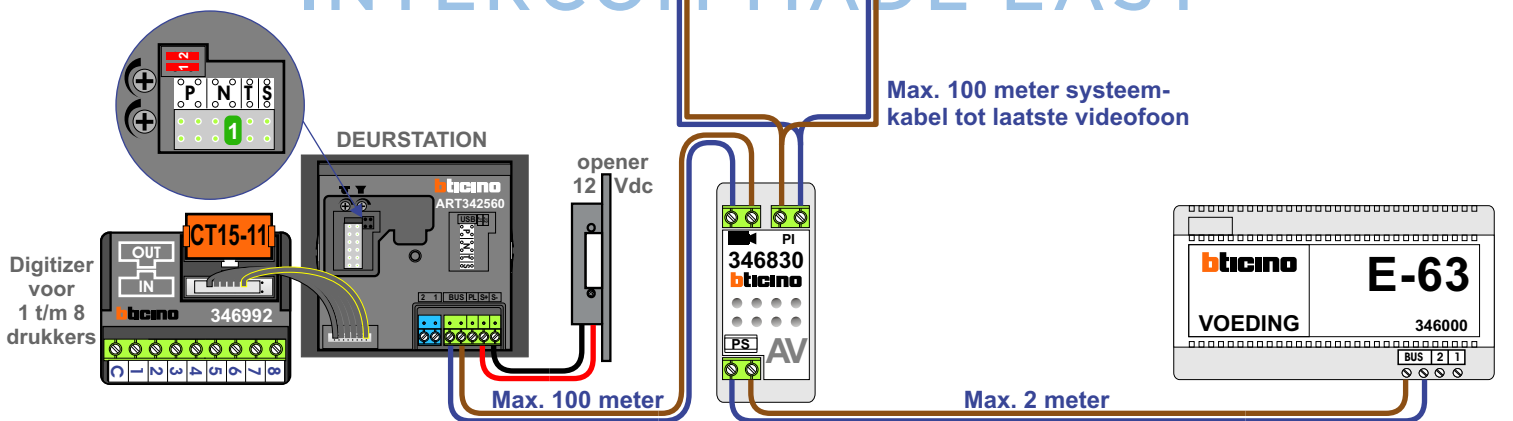 INTERCOM MADE EASY
2
1
P N T S
1
Max. 100 meter systeem-
kabel tot laatste videofoon
DEURSTATION
opener
12 Vdc
bticino
ART342560
USB
CT15-11
OUT
IN
Digitizer
voor
1 t/m 8
drukkers
bticino
346992
C 1 2 3 4 5 6 7 8
2 1 BUS PL S+ S-
PI
346830
bticino
PS
AV
bticino
E-63
VOEDING
346000
BUS 2 1
Max. 100 meter
Max. 2 meter